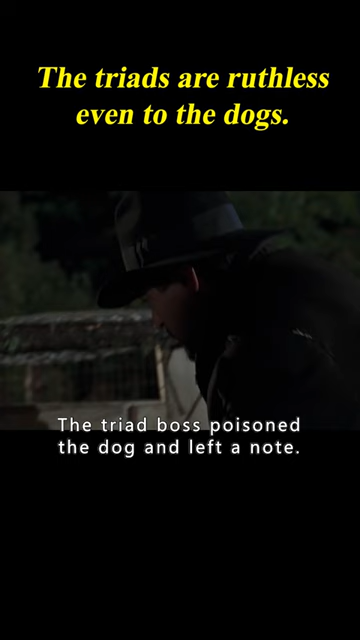 The triads are ruthless
even to the dogs.
The triad boss poisoned
the dog and left a note.